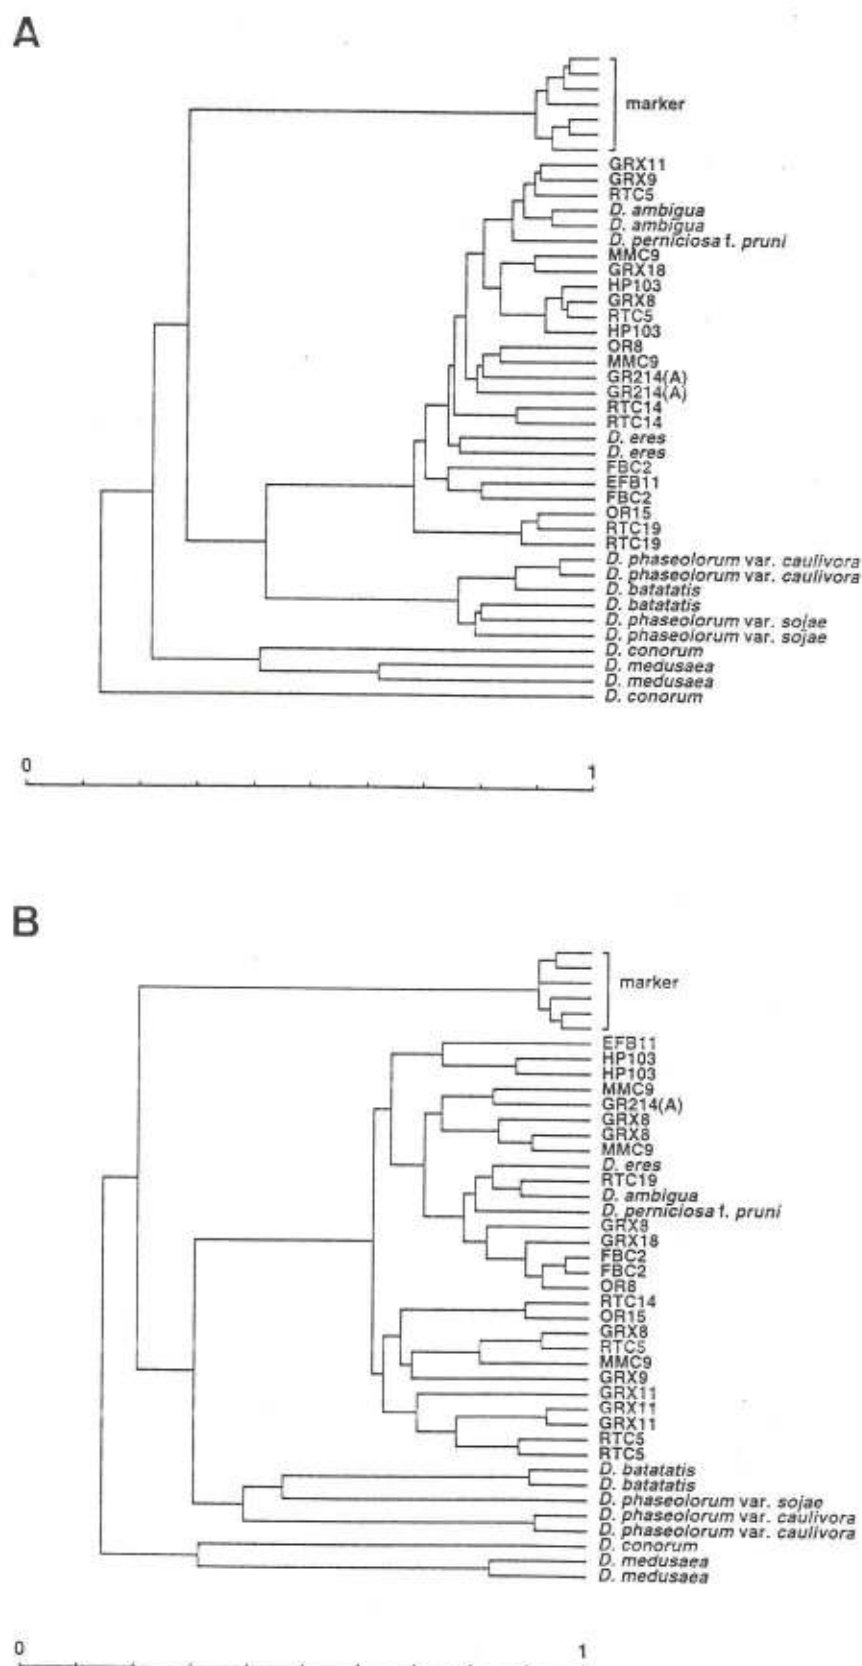 A
marker
GRX11
GRX9
RTC5
D. ambigua
D. ambigua
D. perniciosa f. pruni
MMC9
GRX18
HP103
GRX8
RTC5
HP103
OR8
MMC9
GR214(A)
GR214(A)
RTC14
RTC14
D. eres
D. eres
FBC2
EFB11
FBC2
OR15
RTC19
RTC19
D. phaseolorum var. caulivora
D. phaseolorum var. caulivora
D. batatatis
D. batatatis
D. phaseolorum var. sojae
D. phaseolorum var. sojae
D. conorum
D. medusaea
D. medusaea
D. conorum
0 1
B
marker
EFB11
HP103
HP103
MMC9
GR214(A)
GRX8
GRX8
MMC9
D. eres
RTC19
D. ambigua
D. perniciosa f. pruni
GRX8
GRX18
FBC2
FBC2
OR8
RTC14
OR15
GRX8
RTC5
MMC9
GRX9
GRX11
GRX11
GRX11
RTC5
RTC5
D. batatatis
D. batatatis
D. phaseolorum var. sojae
D. phaseolorum var. caulivora
D. phaseolorum var. caulivora
D. conorum
D. medusaea
D. medusaea
0 1